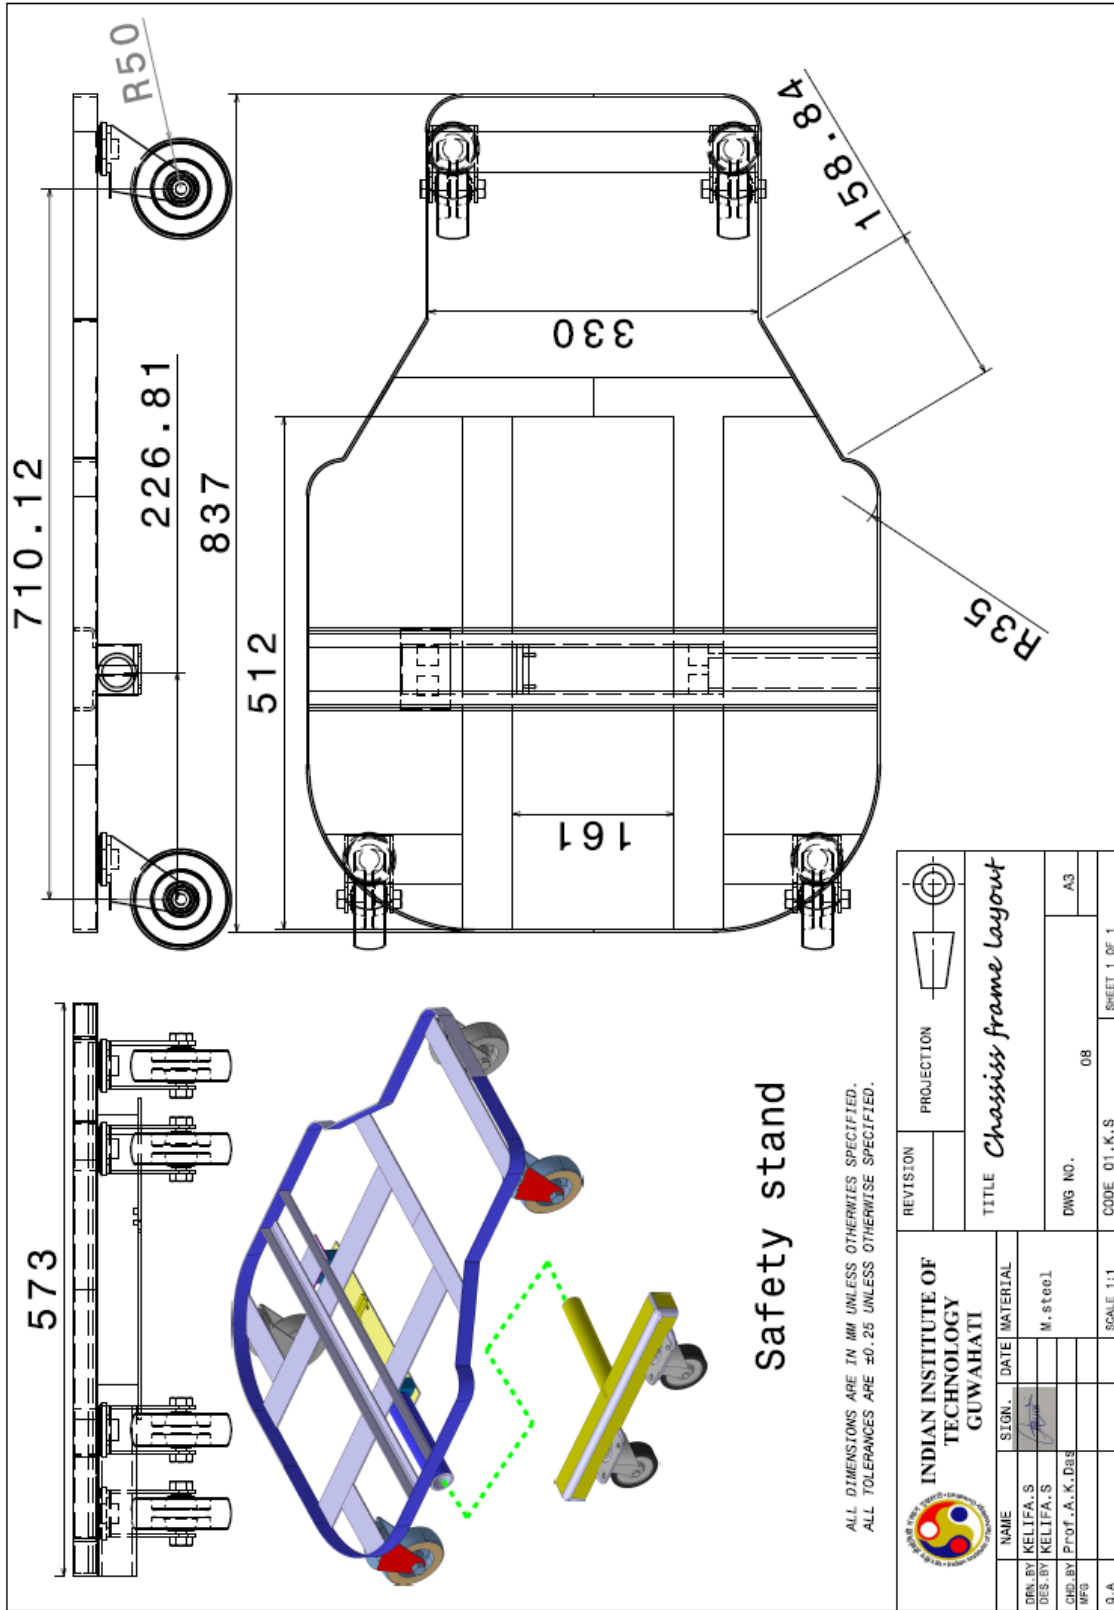 573
710.12
R50
226.81
837
512
330
158.84
R35
161
Safety stand
ALL DIMENSIONS ARE IN MM UNLESS OTHERWIES SPECIFIED.
ALL TOLERANCES ARE ±0.25 UNLESS OTHERWISE SPECIFIED.
INDIAN INSTITUTE OF
TECHNOLOGY
GUWAHATI
REVISION
PROJECTION
TITLE Chassiss frame layout
NAME SIGN. DATE MATERIAL
DRN.BY KELIFA.S
DES.BY KELIFA.S
M.steel
CHD.BY Prof.A.K.Das
MFG
Q.A
DWG NO. 08
A3
SCALE 1:1
CODE 01.K.S
SHEET 1 OF 1